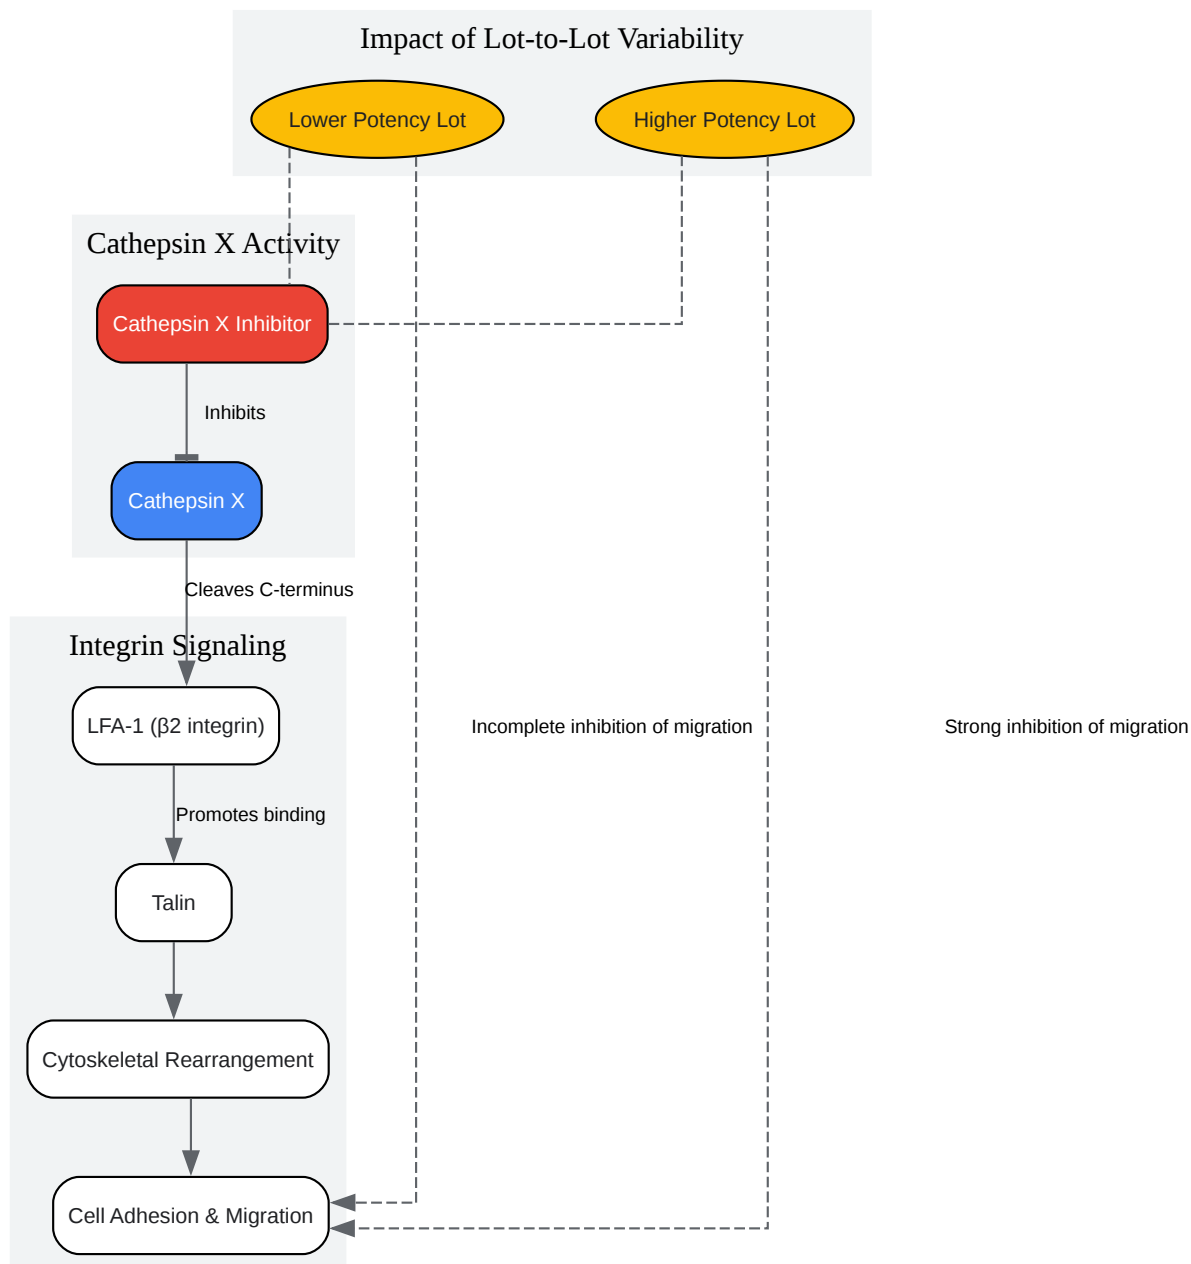 Impact of Lot-to-Lot Variability
Lower Potency Lot
Higher Potency Lot
Cathepsin X Activity
Cathepsin X Inhibitor
Inhibits
Cathepsin X
Cleaves C-terminus
Integrin Signaling
LFA-1 (β2 integrin)
Incomplete inhibition of migration
Strong inhibition of migration
Promotes binding
Talin
Cytoskeletal Rearrangement
Cell Adhesion & Migration